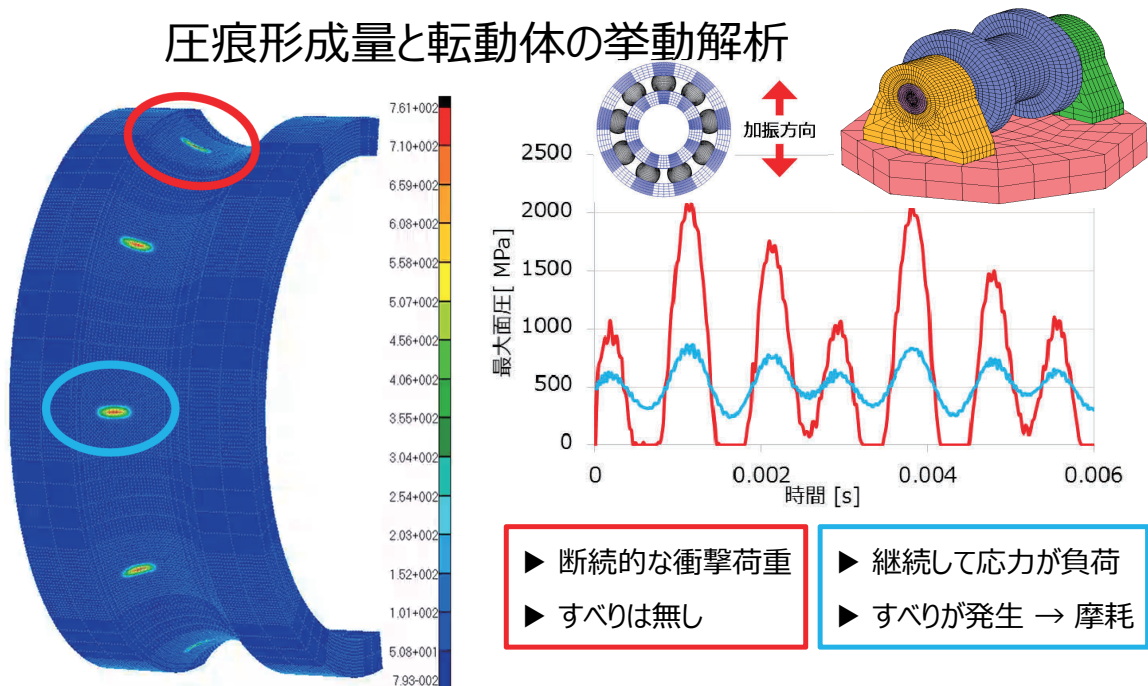 圧痕形成量と転動体の挙動解析
加振方向
7.61+002
7.10+002
6.59+002
6.08+002
5.58+002
5.07+002
4.56+002
4.06+002
3.55+002
3.04+002
2.54+002
2.03+002
1.52+002
1.01+002
5.08+001
7.93-002
最大面圧[ MPa]
2500
2000
1500
1000
500
0
0 0.002 0.004 0.006
時間 [s]
▶ 断続的な衝撃荷重
▶ すべりは無し
▶ 継続して応力が負荷
▶ すべりが発生 → 摩耗